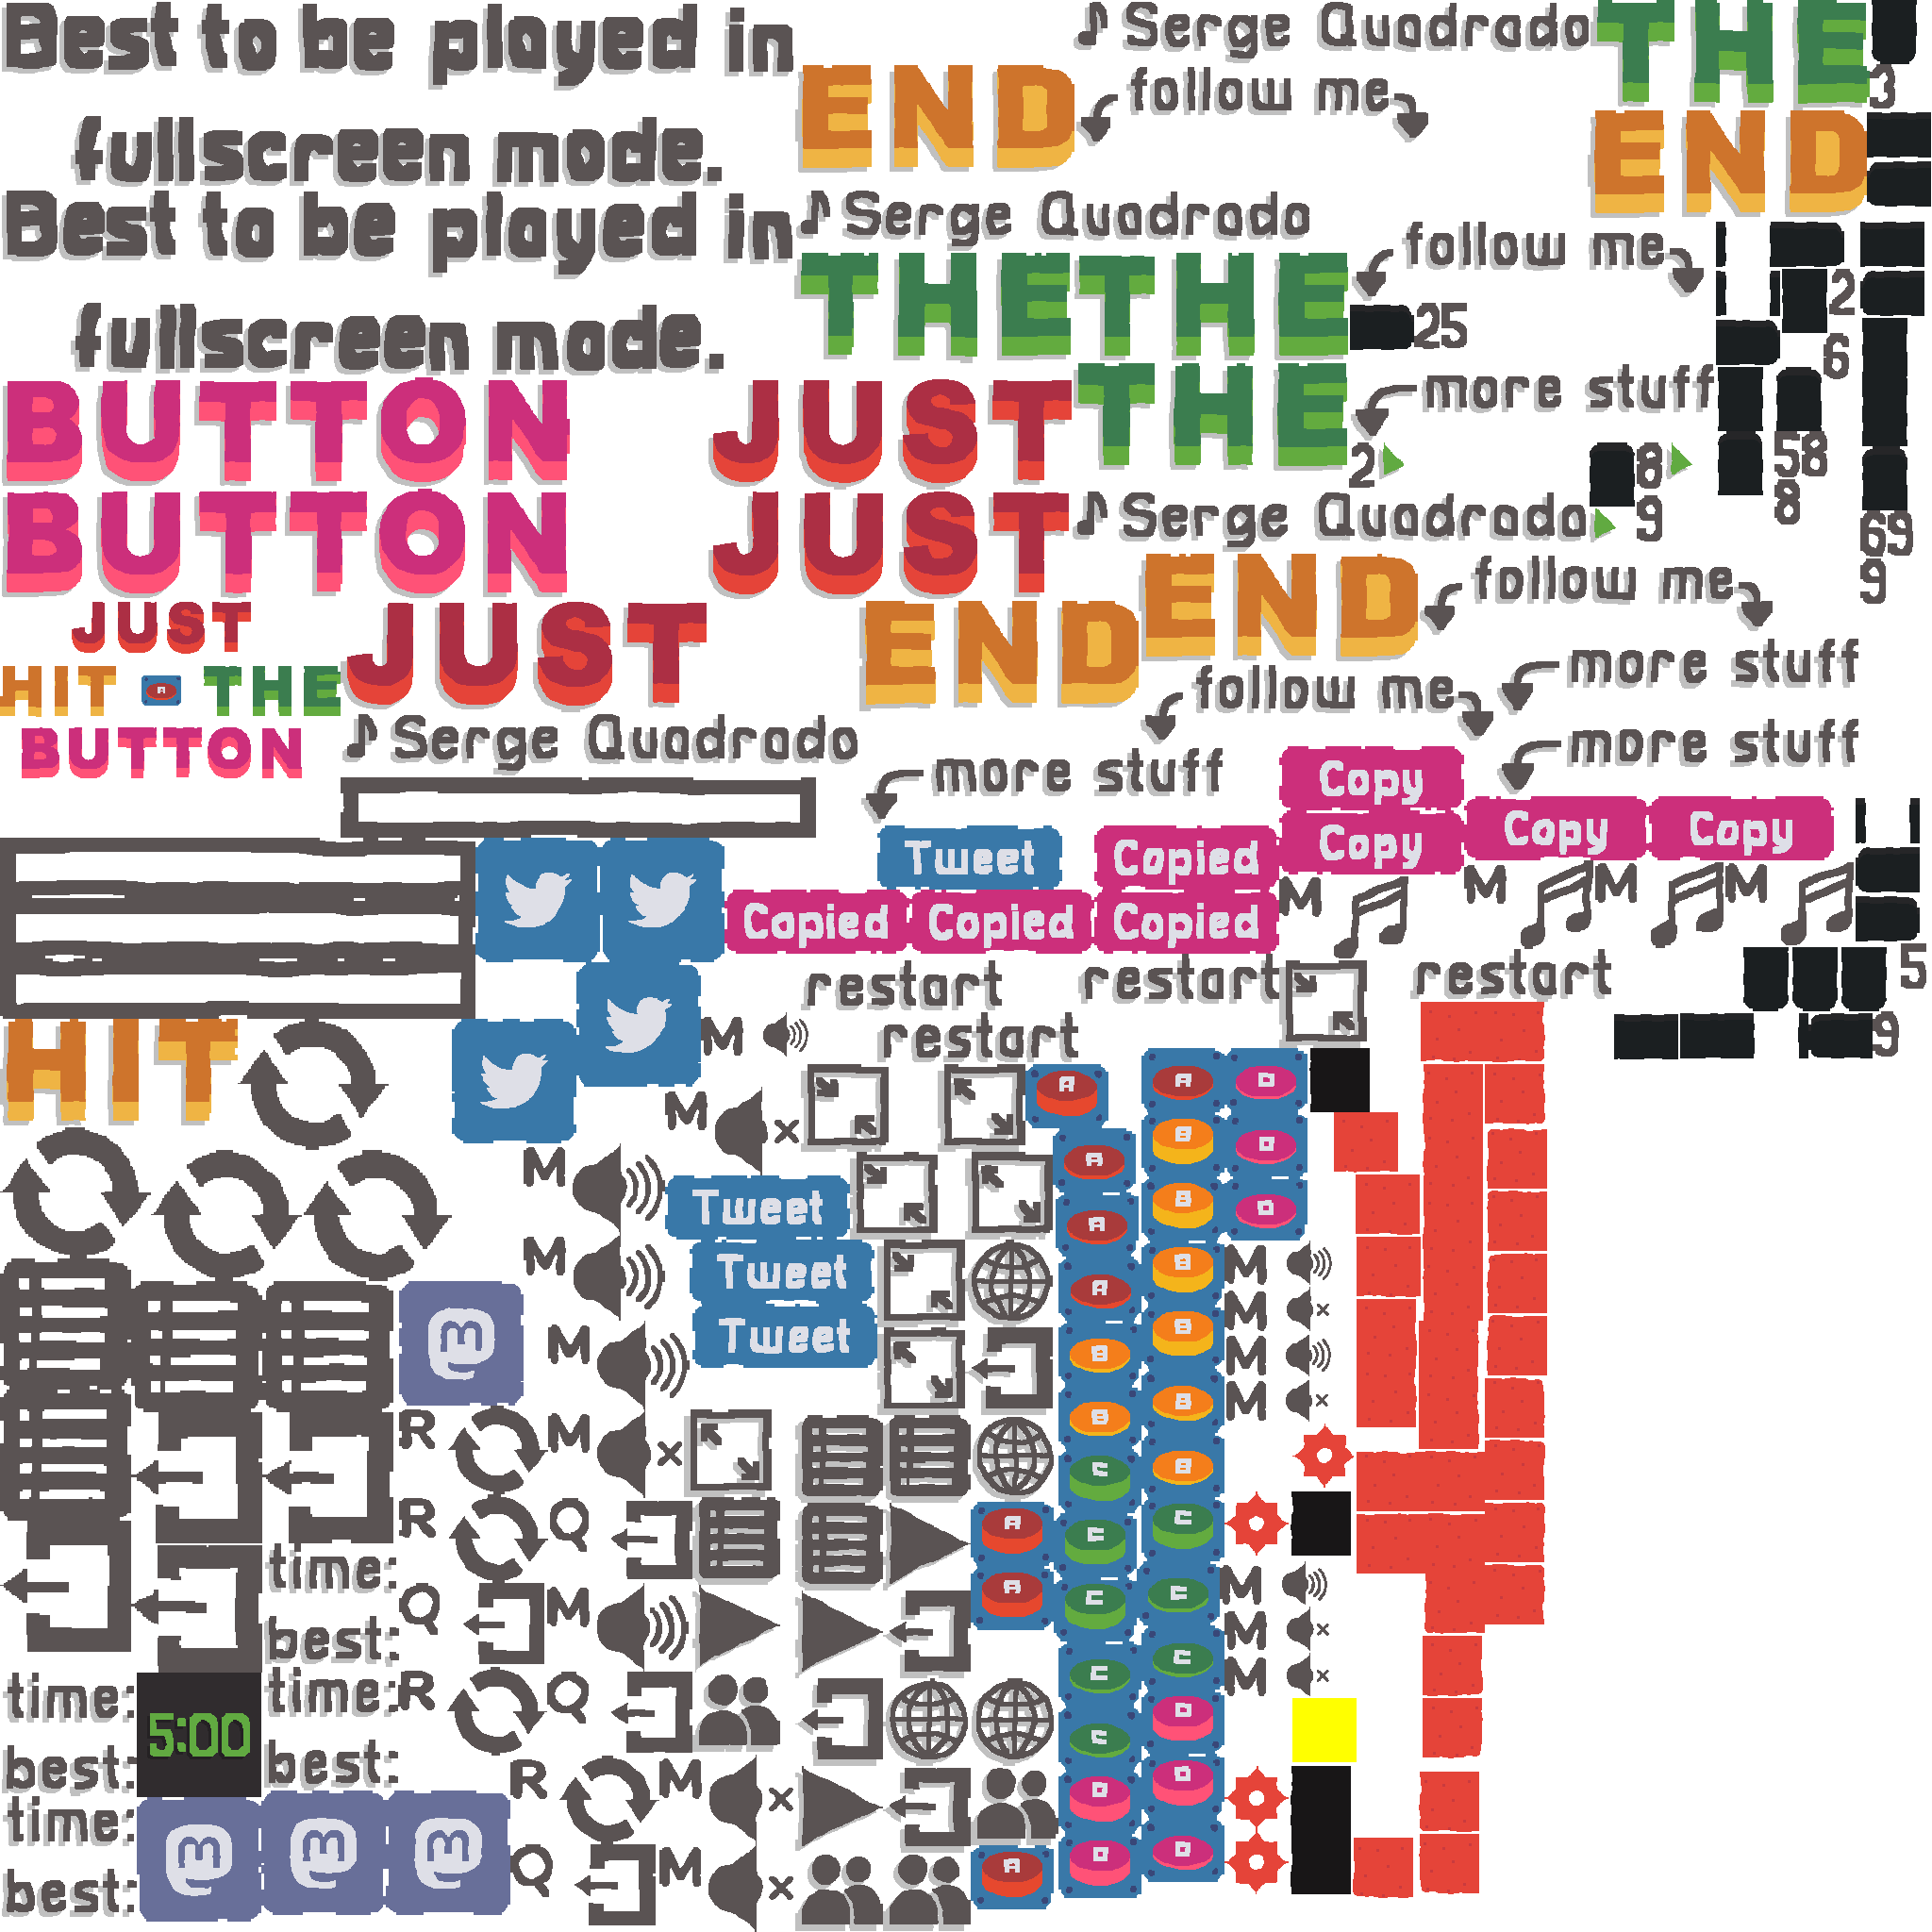 Best to be played in
fullscreen mode.
Best to be played in
fullscreen mode.
♪ Serge Quadrado
THE
3
END
follow me
END
♪ Serge Quadrado
follow me
THE
THE
25
2
6
BUTTON
JUST
THE
more stuff
2
8
58
8
BUTTON
JUST
♪ Serge Quadrado
9
69
9
END
follow me
JUST
JUST
END
more stuff
HIT A THE
follow me
BUTTON
♪ Serge Quadrado
more stuff
more stuff
Copy
Tweet
Copied
Copy
Copy
Copy
Copied
Copied
Copied
M
M
M
M
restart
restart
restart
5
HIT
M
restart
9
A
A
D
M
B
D
A
M
Tweet
A
B
D
M
Tweet
A
B
M
M
Tweet
B
B
M
M
M
R
M
B
B
C
B
R
Q
A
C
C
time:
Q
M
A
C
C
M
best:
M
time:
time:
R
Q
C
C
M
5:00
D
best:
best:
R
M
C
D
time:
D
Q
M
A
D
D
best: